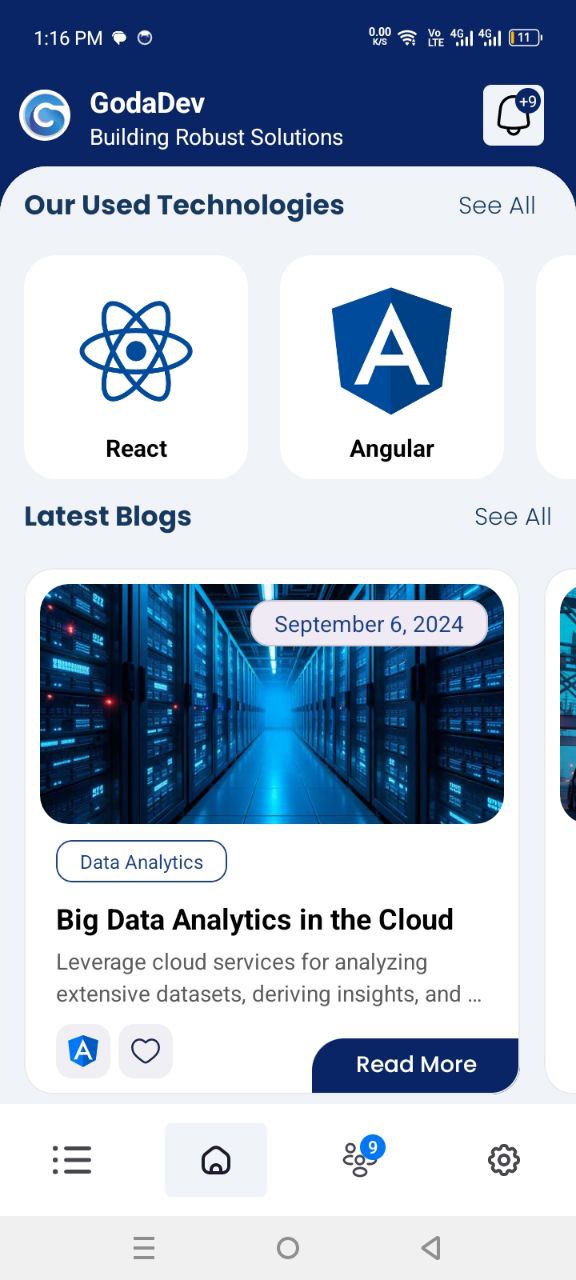 1:16 PM
0.00
K/S
Vo
LTE
4G
4G
11
GodaDev
Building Robust Solutions
+9
Our Used Technologies
See All
React
Angular
Latest Blogs
See All
September 6, 2024
Data Analytics
Big Data Analytics in the Cloud
Leverage cloud services for analyzing
extensive datasets, deriving insights, and ...
Read More
9